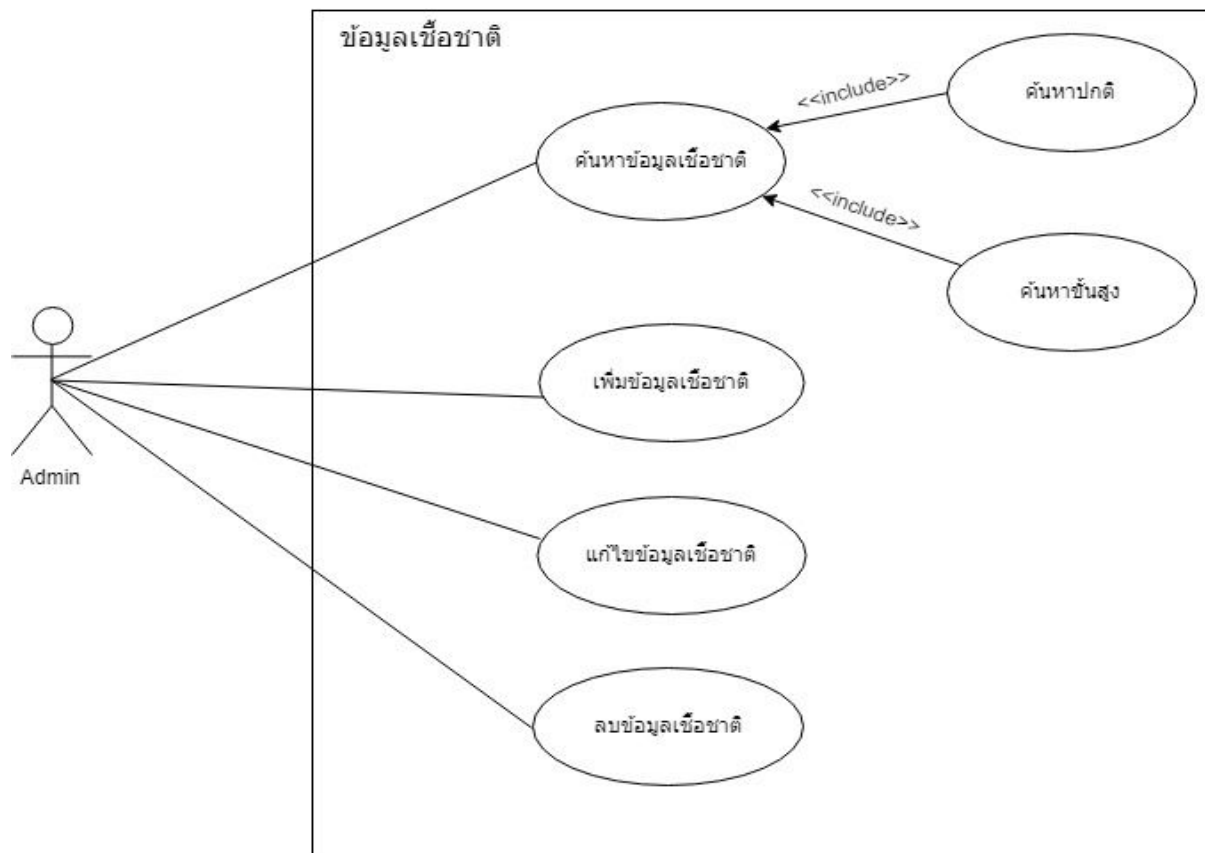 ข้อมูลเชื้อชาติ
<<include>>
ค้นหาปกติ
ค้นหาข้อมูลเชื้อชาติ
<<include>>
ค้นหาขั้นสูง
เพิ่มข้อมูลเชื้อชาติ
Admin
แก้ไขข้อมูลเชื้อชาติ
ลบข้อมูลเชื้อชาติ